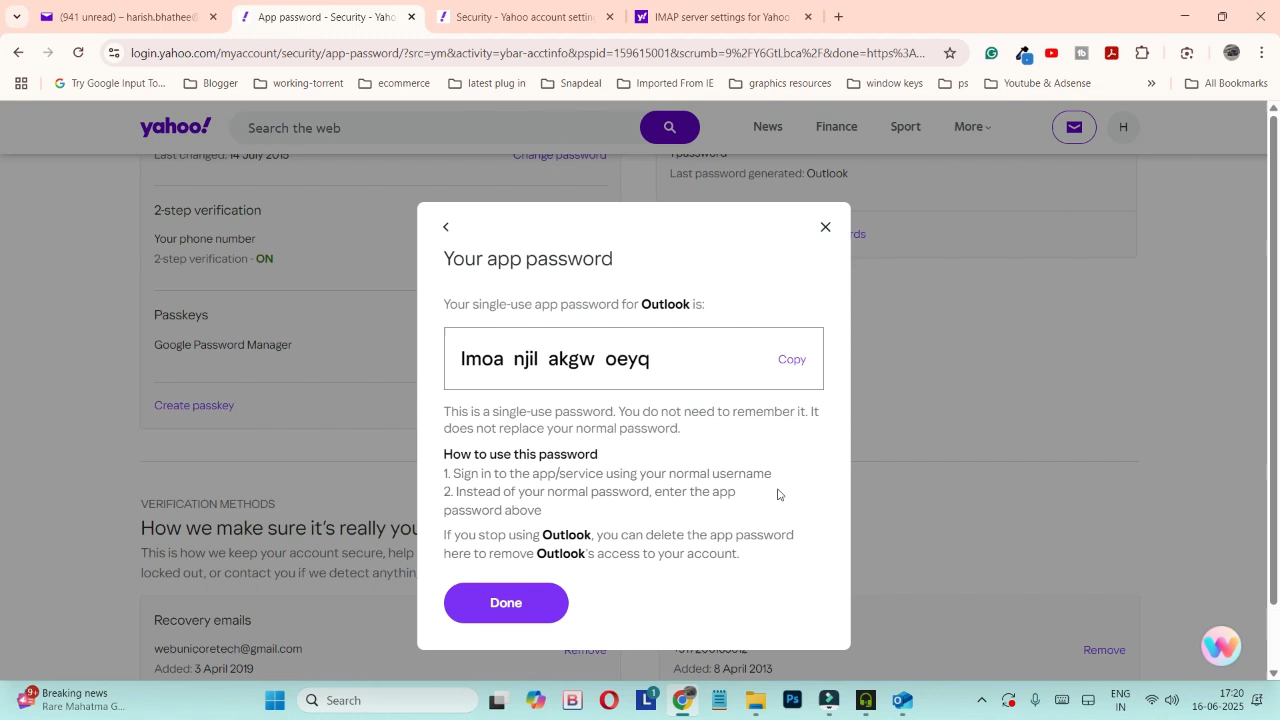 (941 unread) - harish.bhathee@
App password - Security - Yaho
Security - Yahoo account settin
IMAP server settings for Yahoo
login.yahoo.com/myaccount/security/app-password/?src=ym&activity=ybar-acctinfo&pspid=159615001&scrumb=9%2FY6GtLbca%2F&done=https%3A...
Try Google Input To...
Blogger
working-torrent
ecommerce
latest plug in
Snapdeal
Imported From IE
graphics resources
window keys
ps
Youtube & Adsense
All Bookmarks
yahoo!
Search the web
News
Finance
Sport
More
H
Last changed: 14 July 2015
Change password
1 password
Last password generated: Outlook
2-step verification
Your phone number
2-step verification - ON
Passkeys
Google Password Manager
Create passkey
Your app password
Your single-use app password for Outlook is:
lmoa njil akgw oeyq
Copy
This is a single-use password. You do not need to remember it. It
does not replace your normal password.
How to use this password
1. Sign in to the app/service using your normal username
2. Instead of your normal password, enter the app
password above
If you stop using Outlook, you can delete the app password
here to remove Outlook's access to your account.
Done
VERIFICATION METHODS
How we make sure it's really you
This is how we keep your account secure, help
locked out, or contact you if we detect anythin
Recovery emails
webunicoretech@gmail.com
Remove
Added: 3 April 2019
Added: 8 April 2013
Remove
Breaking news
Rare Mahatma G...
9+
Search
1
ENG
IN
17:20
16-06-2025